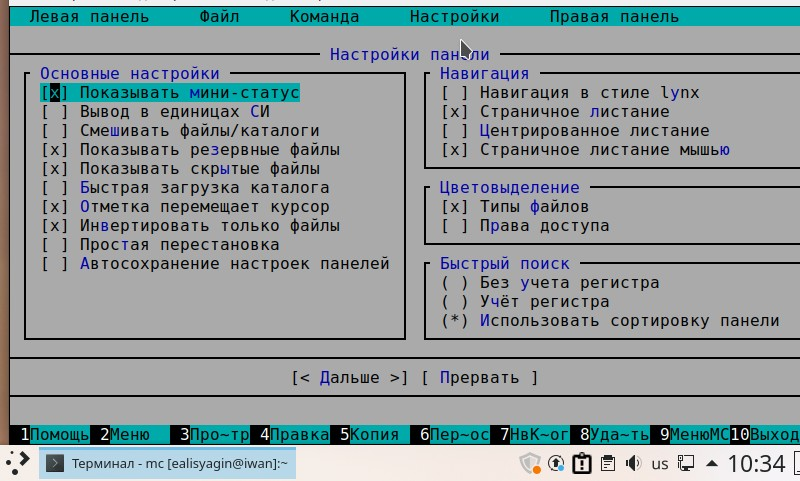 Левая панель Файл Команда Настройки Правая панель
Настройки панели
Основные настройки
[x] Показывать мини-статус
[ ] Вывод в единицах СИ
[ ] Смешивать файлы/каталоги
[x] Показывать резервные файлы
[x] Показывать скрытые файлы
[ ] Быстрая загрузка каталога
[x] Отметка перемещает курсор
[x] Инвертировать только файлы
[ ] Простая перестановка
[ ] Автосохранение настроек панелей
Навигация
[ ] Навигация в стиле lynx
[x] Страничное листание
[ ] Центрированное листание
[x] Страничное листание мышью
Цветовыделение
[x] Типы файлов
[ ] Права доступа
Быстрый поиск
( ) Без учета регистра
( ) Учёт регистра
(*) Использовать сортировку панели
[< Дальше >] [ Прервать ]
1Помощь 2Меню 3Про~тр 4Правка 5Копия 6Пер~ос 7НвК~ог 8Уда~ть 9МенюMC 10Выход
Терминал - mc [ealisyagin@iwan]:~ us 10:34